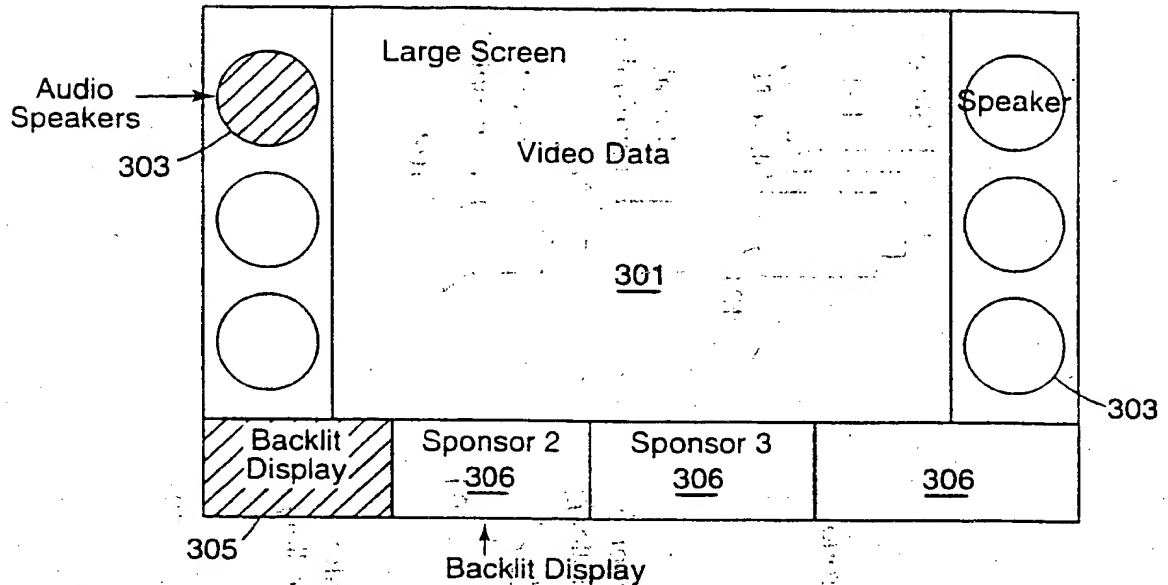 Large Screen
Audio
Speakers
303
Speaker
Video Data
301
303
Backlit
Display
Sponsor 2
306
Sponsor 3
306
306
305
Backlit Display